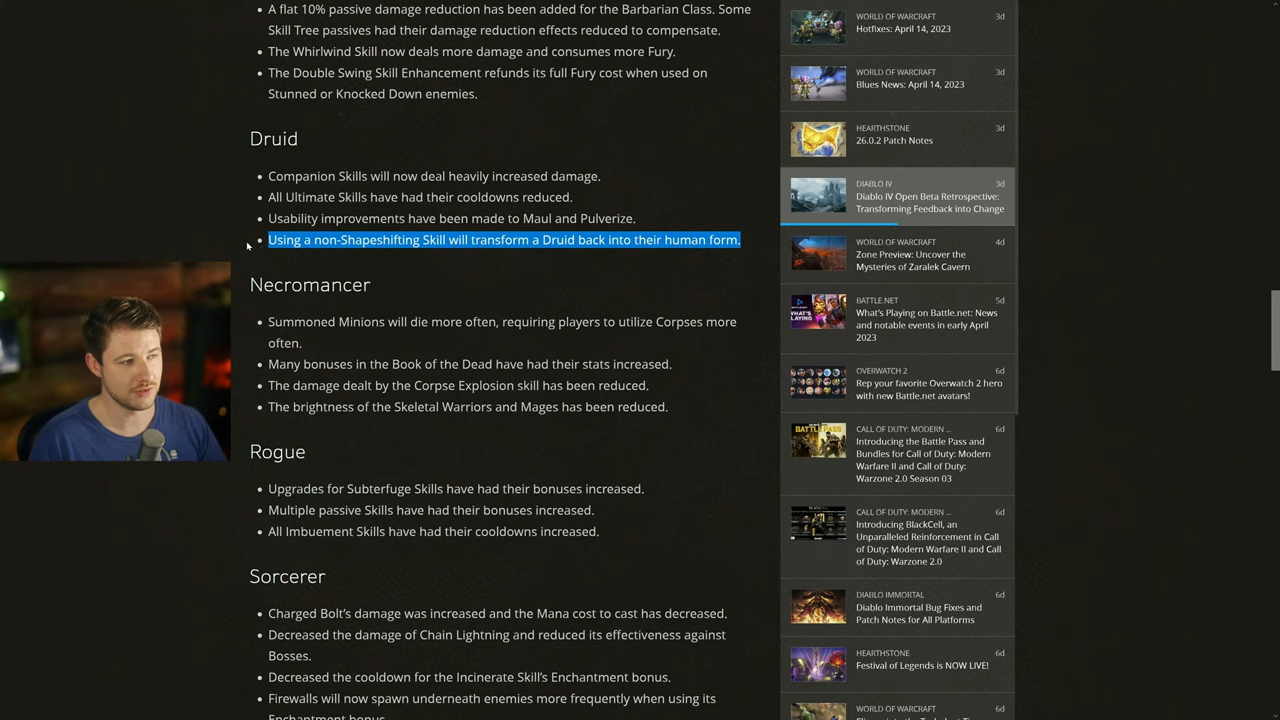 A flat 10% passive damage reduction has been added for the Barbarian Class. Some
Skill Tree passives had their damage reduction effects reduced to compensate.
The Whirlwind Skill now deals more damage and consumes more Fury.
The Double Swing Skill Enhancement refunds its full Fury cost when used on
Stunned or Knocked Down enemies.
Druid
Companion Skills will now deal heavily increased damage.
All Ultimate Skills have had their cooldowns reduced.
Usability improvements have been made to Maul and Pulverize.
Using a non-Shapeshifting Skill will transform a Druid back into their human form.
Necromancer
Summoned Minions will die more often, requiring players to utilize Corpses more
often.
Many bonuses in the Book of the Dead have had their stats increased.
The damage dealt by the Corpse Explosion skill has been reduced.
The brightness of the Skeletal Warriors and Mages has been reduced.
Rogue
Upgrades for Subterfuge Skills have had their bonuses increased.
Multiple passive Skills have had their bonuses increased.
All Imbuement Skills have had their cooldowns increased.
Sorcerer
Charged Bolt's damage was increased and the Mana cost to cast has decreased.
Decreased the damage of Chain Lightning and reduced its effectiveness against
Bosses.
Decreased the cooldown for the Incinerate Skill's Enchantment bonus.
Firewalls will now spawn underneath enemies more frequently when using its
Enchantment bonus.
WORLD OF WARCRAFT 3d
Hotfixes: April 14, 2023
WORLD OF WARCRAFT 3d
Blues News: April 14, 2023
HEARTHSTONE 3d
26.0.2 Patch Notes
DIABLO IV 3d
Diablo IV Open Beta Retrospective:
Transforming Feedback into Change
WORLD OF WARCRAFT 4d
Zone Preview: Uncover the
Mysteries of Zaralek Cavern
BATTLE.NET 5d
What's Playing on Battle.net: News
and notable events in early April
2023
OVERWATCH 2 6d
Rep your favorite Overwatch 2 hero
with new Battle.net avatars!
CALL OF DUTY: MODERN ... 6d
Introducing the Battle Pass and
Bundles for Call of Duty: Modern
Warfare II and Call of Duty:
Warzone 2.0 Season 03
CALL OF DUTY: MODERN ... 6d
Introducing BlackCell, an
Unparalleled Reinforcement in Call
of Duty: Modern Warfare II and Call
of Duty: Warzone 2.0
DIABLO IMMORTAL 6d
Diablo Immortal Bug Fixes and
Patch Notes for All Platforms
HEARTHSTONE 6d
Festival of Legends is NOW LIVE!
WORLD OF WARCRAFT 6d